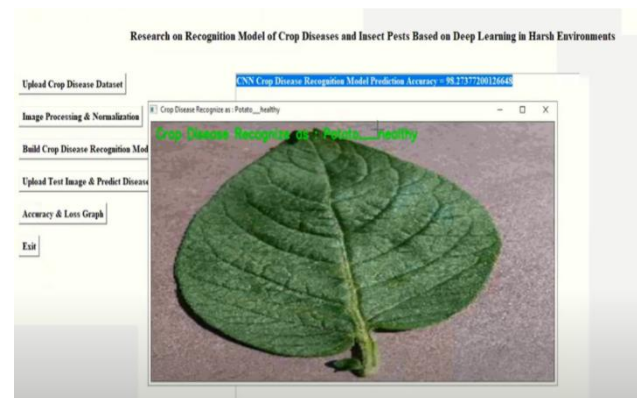 Research on Recognition Model of Crop Diseases and Insect Pests Based on Deep Learning in Harsh Environments
Upload Crop Disease Dataset
CNN Crop Disease Recognition Model Prediction Accuracy = 98.27377200126648
Image Processing & Normalization
Crop Disease Recognize as : Potato___healthy
Crop Disease Recognize as : Potato___healthy
Build Crop Disease Recognition Mod
Upload Test Image & Predict Disease
Accuracy & Loss Graph
Exit